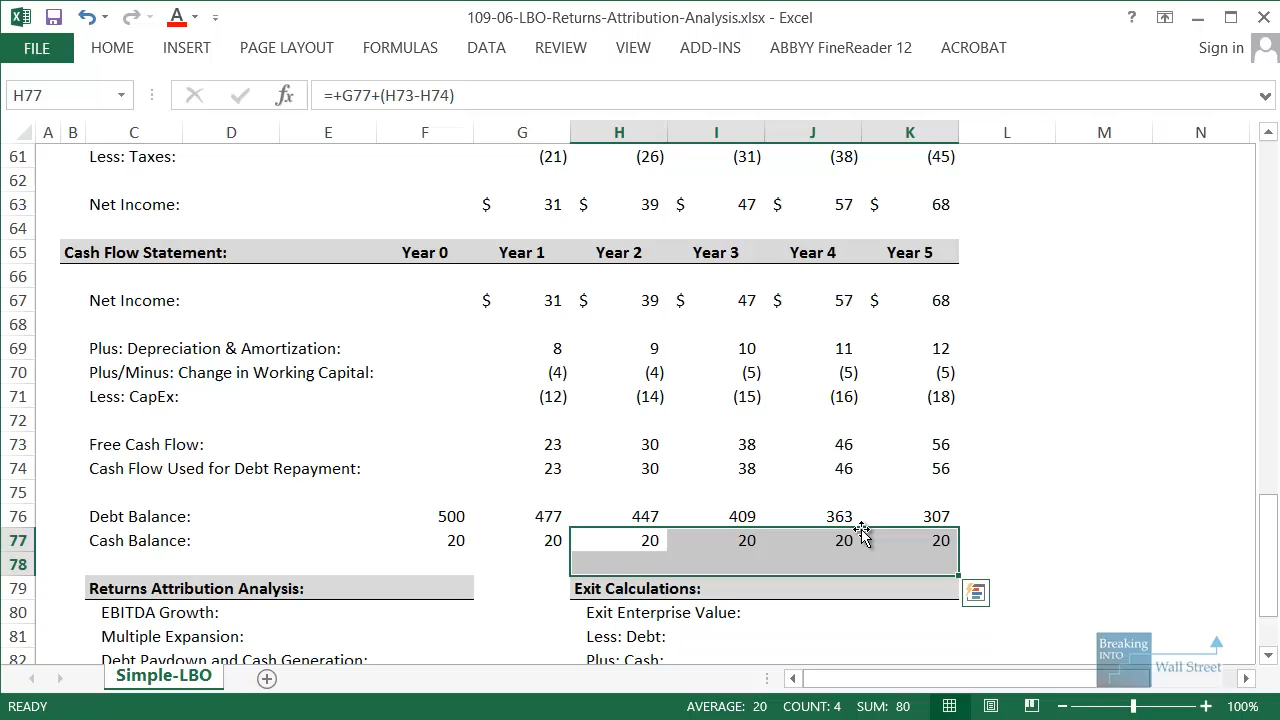 109-06-LBO-Returns-Attribution-Analysis.xlsx - Excel
FILE HOME INSERT PAGE LAYOUT FORMULAS DATA REVIEW VIEW ADD-INS ABBYY FineReader 12 ACROBAT Sign in
H77 fx =+G77+(H73-H74)
A B C D E F G H I J K L M N
61 Less: Taxes: (21) (26) (31) (38) (45)
62
63 Net Income: $ 31 $ 39 $ 47 $ 57 $ 68
64
65 Cash Flow Statement: Year 0 Year 1 Year 2 Year 3 Year 4 Year 5
66
67 Net Income: $ 31 $ 39 $ 47 $ 57 $ 68
68
69 Plus: Depreciation & Amortization: 8 9 10 11 12
70 Plus/Minus: Change in Working Capital: (4) (4) (5) (5) (5)
71 Less: CapEx: (12) (14) (15) (16) (18)
72
73 Free Cash Flow: 23 30 38 46 56
74 Cash Flow Used for Debt Repayment: 23 30 38 46 56
75
76 Debt Balance: 500 477 447 409 363 307
77 Cash Balance: 20 20 20 20 20 20
78
79 Returns Attribution Analysis: Exit Calculations:
80 EBITDA Growth: Exit Enterprise Value:
81 Multiple Expansion: Less: Debt:
82 Debt Paydown and Cash Generation: Plus: Cash:
Breaking
INTO
Wall Street
Simple-LBO
READY AVERAGE: 20 COUNT: 4 SUM: 80 100%